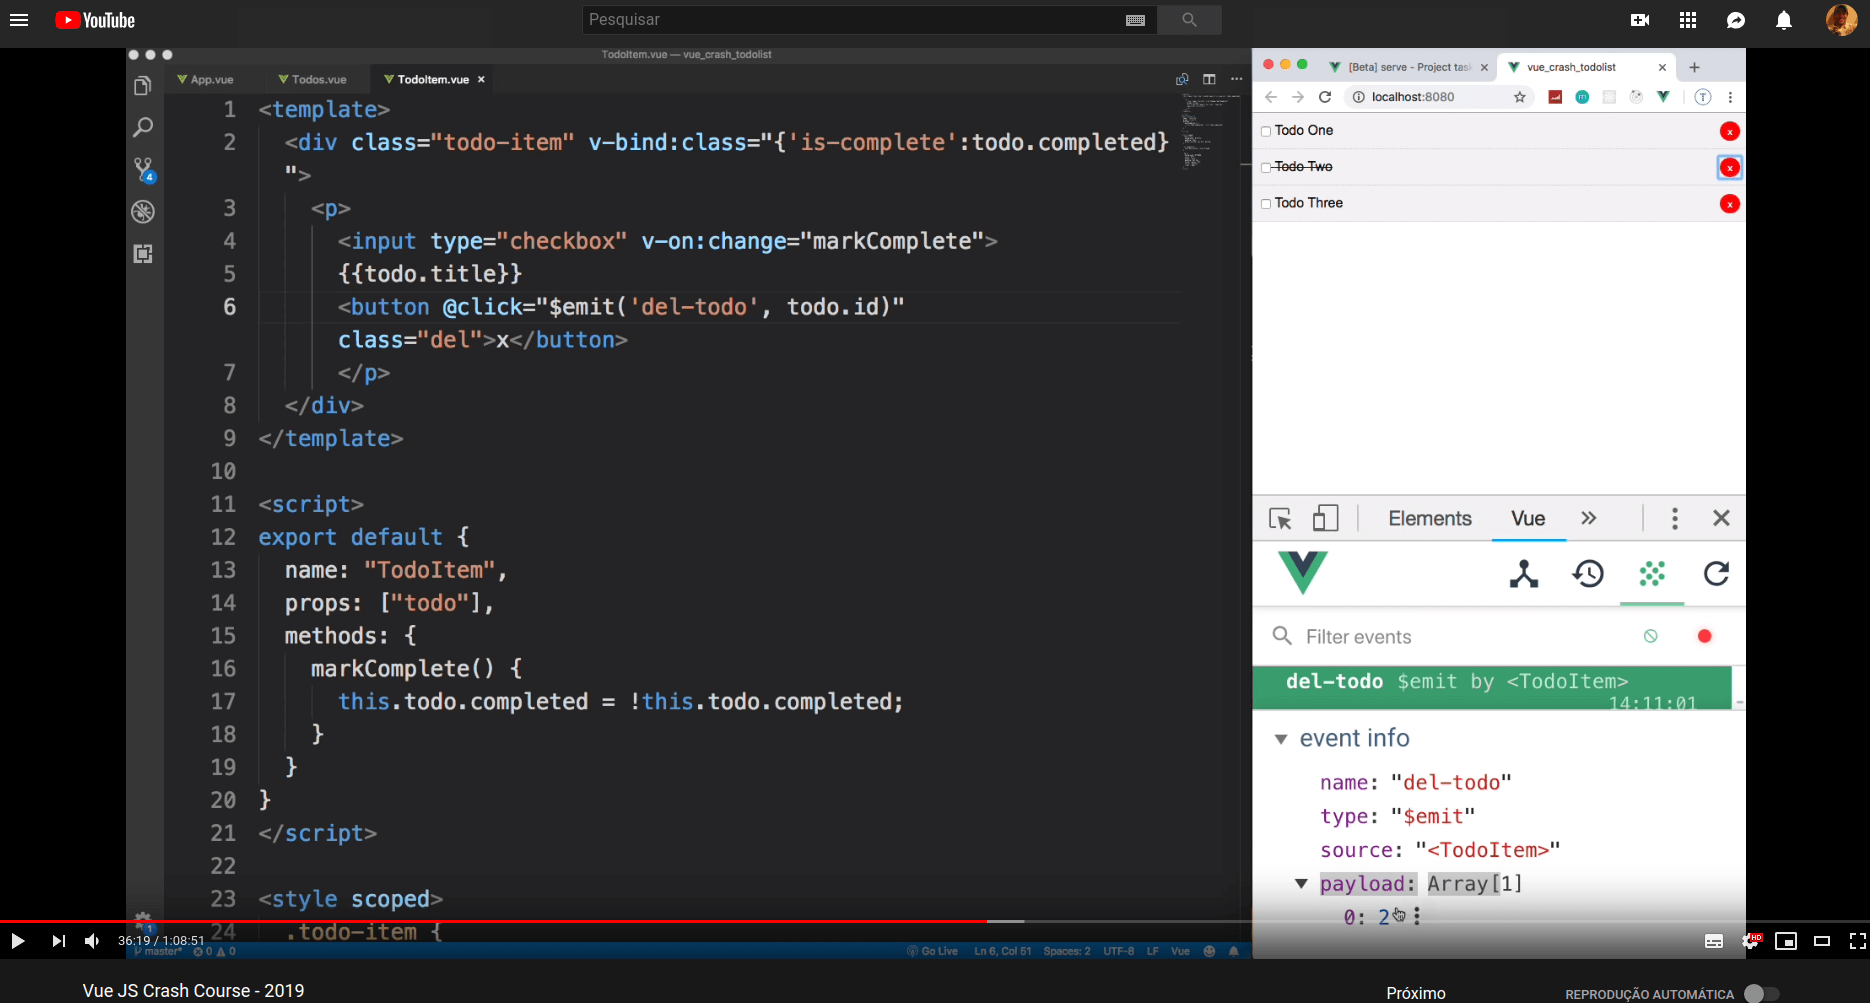 YouTube
Pesquisar
TodoItem.vue — vue_crash_todolist
App.vue
Todos.vue
TodoItem.vue ×
1 <template>
2 <div class="todo-item" v-bind:class="{'is-complete':todo.completed}
">
3 <p>
4 <input type="checkbox" v-on:change="markComplete">
5 {{todo.title}}
6 <button @click="$emit('del-todo', todo.id)"
class="del">x</button>
7 </p>
8 </div>
9 </template>
10
11 <script>
12 export default {
13 name: "TodoItem",
14 props: ["todo"],
15 methods: {
16 markComplete() {
17 this.todo.completed = !this.todo.completed;
18 }
19 }
20 }
21 </script>
22
23 <style scoped>
24 .todo-item {
4
1
master* 0 0
Go Live Ln 6, Col 51 Spaces: 2 UTF-8 LF Vue
[Beta] serve - Project tas ×
vue_crash_todolist ×
localhost:8080
T
Todo One x
Todo Two x
Todo Three x
Elements Vue »
Filter events
del-todo $emit by <TodoItem>
14:11:01
event info
name: "del-todo"
type: "$emit"
source: "<TodoItem>"
payload: Array[1]
0: 2
36:19 / 1:08:51
HD
Vue JS Crash Course - 2019
Próximo
REPRODUÇÃO AUTOMÁTICA